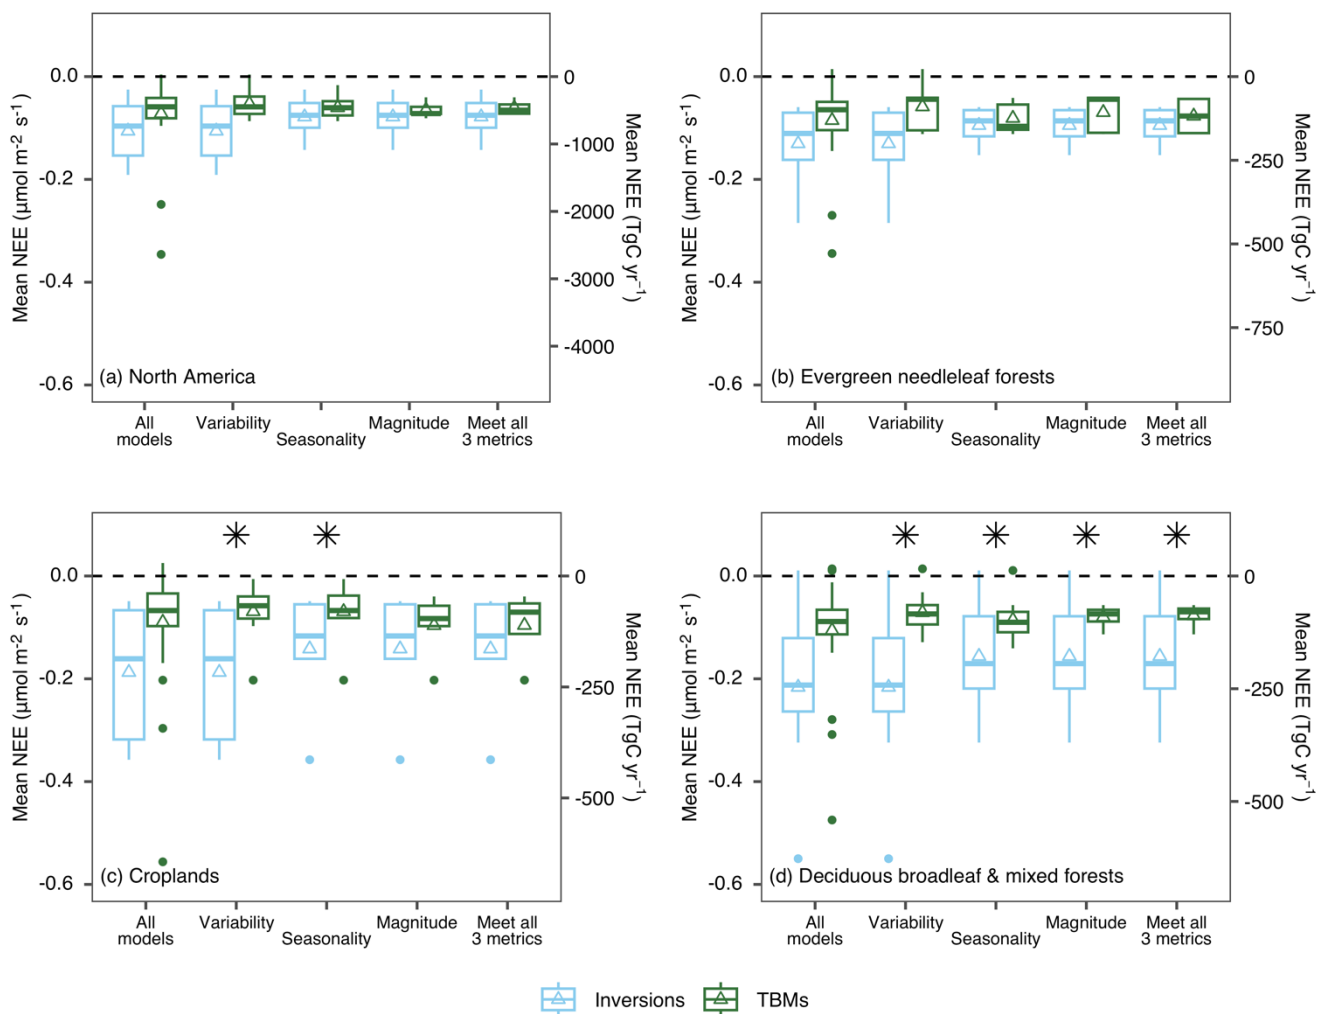 Mean NEE (μmol m⁻² s⁻¹)
0.0
-0.2
-0.4
-0.6
0
-1000
-2000
-3000
-4000
Mean NEE (TgC yr⁻¹)
(a) North America
All
models
Variability
Seasonality
Magnitude
Meet all
3 metrics
Mean NEE (μmol m⁻² s⁻¹)
0.0
-0.2
-0.4
-0.6
0
-250
-500
-750
Mean NEE (TgC yr⁻¹)
(b) Evergreen needleleaf forests
All
models
Variability
Seasonality
Magnitude
Meet all
3 metrics
Mean NEE (μmol m⁻² s⁻¹)
0.0
-0.2
-0.4
-0.6
0
-250
-500
Mean NEE (TgC yr⁻¹)
(c) Croplands
All
models
Variability
Seasonality
Magnitude
Meet all
3 metrics
Mean NEE (μmol m⁻² s⁻¹)
0.0
-0.2
-0.4
-0.6
0
-250
-500
Mean NEE (TgC yr⁻¹)
(d) Deciduous broadleaf & mixed forests
All
models
Variability
Seasonality
Magnitude
Meet all
3 metrics
Inversions
TBMs